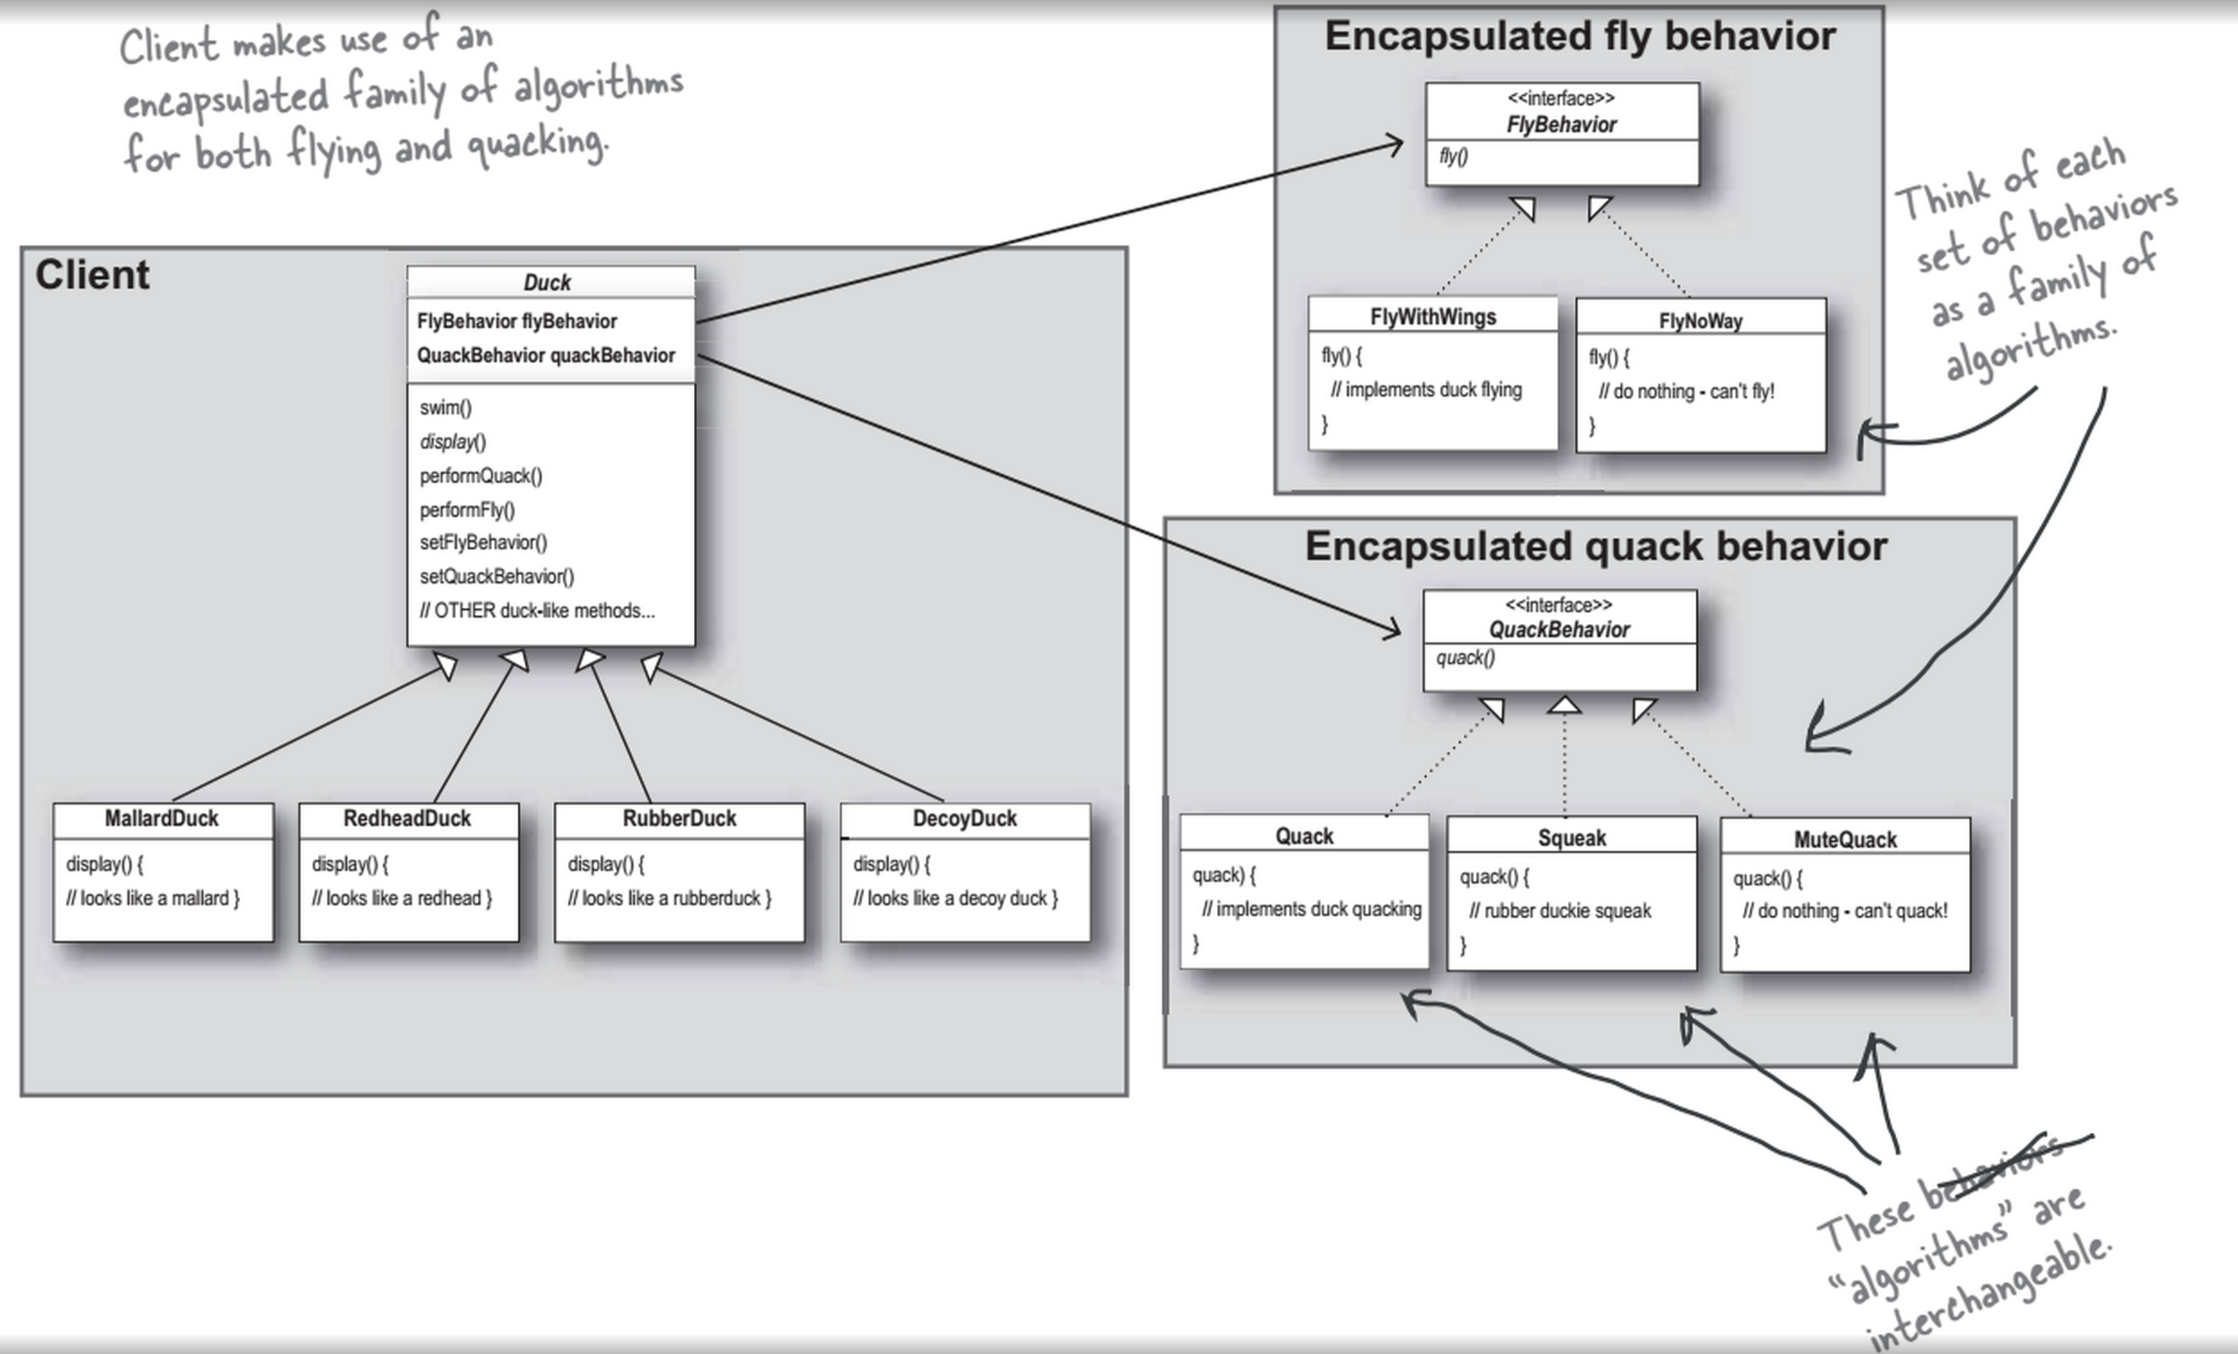 Client makes use of an
encapsulated family of algorithms
for both flying and quacking.
Client
Duck
FlyBehavior flyBehavior
QuackBehavior quackBehavior
swim()
display()
performQuack()
performFly()
setFlyBehavior()
setQuackBehavior()
// OTHER duck-like methods...
MallardDuck
display() {
// looks like a mallard }
RedheadDuck
display() {
// looks like a redhead }
RubberDuck
display() {
// looks like a rubberduck }
DecoyDuck
display() {
// looks like a decoy duck }
Encapsulated fly behavior
<<interface>>
FlyBehavior
fly()
FlyWithWings
fly() {
// implements duck flying
}
FlyNoWay
fly() {
// do nothing - can't fly!
}
Think of each
set of behaviors
as a family of
algorithms.
Encapsulated quack behavior
<<interface>>
QuackBehavior
quack()
Quack
quack) {
// implements duck quacking
}
Squeak
quack() {
// rubber duckie squeak
}
MuteQuack
quack() {
// do nothing - can't quack!
}
These behaviors
“algorithms” are
interchangeable.